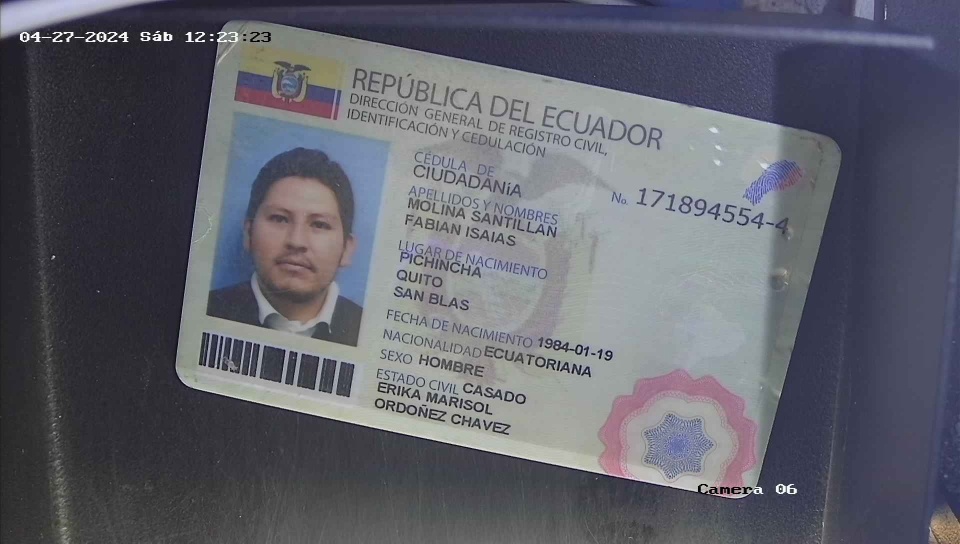 04-27-2024 Sáb 12:23:23
REPÚBLICA DEL ECUADOR
DIRECCIÓN GENERAL DE REGISTRO CIVIL,
IDENTIFICACIÓN Y CEDULACIÓN
CÉDULA DE
CIUDADANÍA
No. 171894554-4
APELLIDOS Y NOMBRES
MOLINA SANTILLAN
FABIAN ISAIAS
LUGAR DE NACIMIENTO
PICHINCHA
QUITO
SAN BLAS
FECHA DE NACIMIENTO 1984-01-19
NACIONALIDAD ECUATORIANA
SEXO HOMBRE
ESTADO CIVIL CASADO
ERIKA MARISOL
ORDOÑEZ CHAVEZ
Camera 06